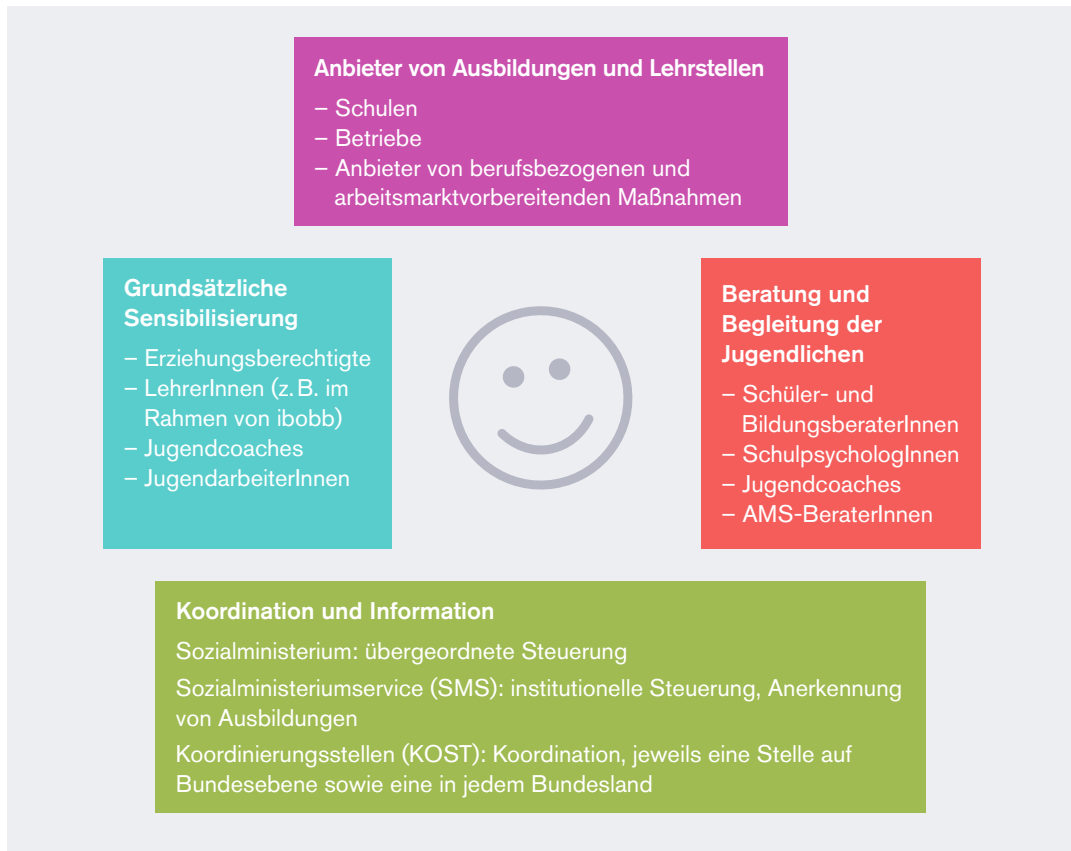 Anbieter von Ausbildungen und Lehrstellen
– Schulen
– Betriebe
– Anbieter von berufsbezogenen und
arbeitsmarktvorbereitenden Maßnahmen
Grundsätzliche
Sensibilisierung
– Erziehungsberechtigte
– LehrerInnen (z. B. im
Rahmen von ibobb)
– Jugendcoaches
– JugendarbeiterInnen
Beratung und
Begleitung der
Jugendlichen
– Schüler- und
BildungsberaterInnen
– SchulpsychologInnen
– Jugendcoaches
– AMS-BeraterInnen
Koordination und Information
Sozialministerium: übergeordnete Steuerung
Sozialministeriumservice (SMS): institutionelle Steuerung, Anerkennung
von Ausbildungen
Koordinierungsstellen (KOST): Koordination, jeweils eine Stelle auf
Bundesebene sowie eine in jedem Bundesland